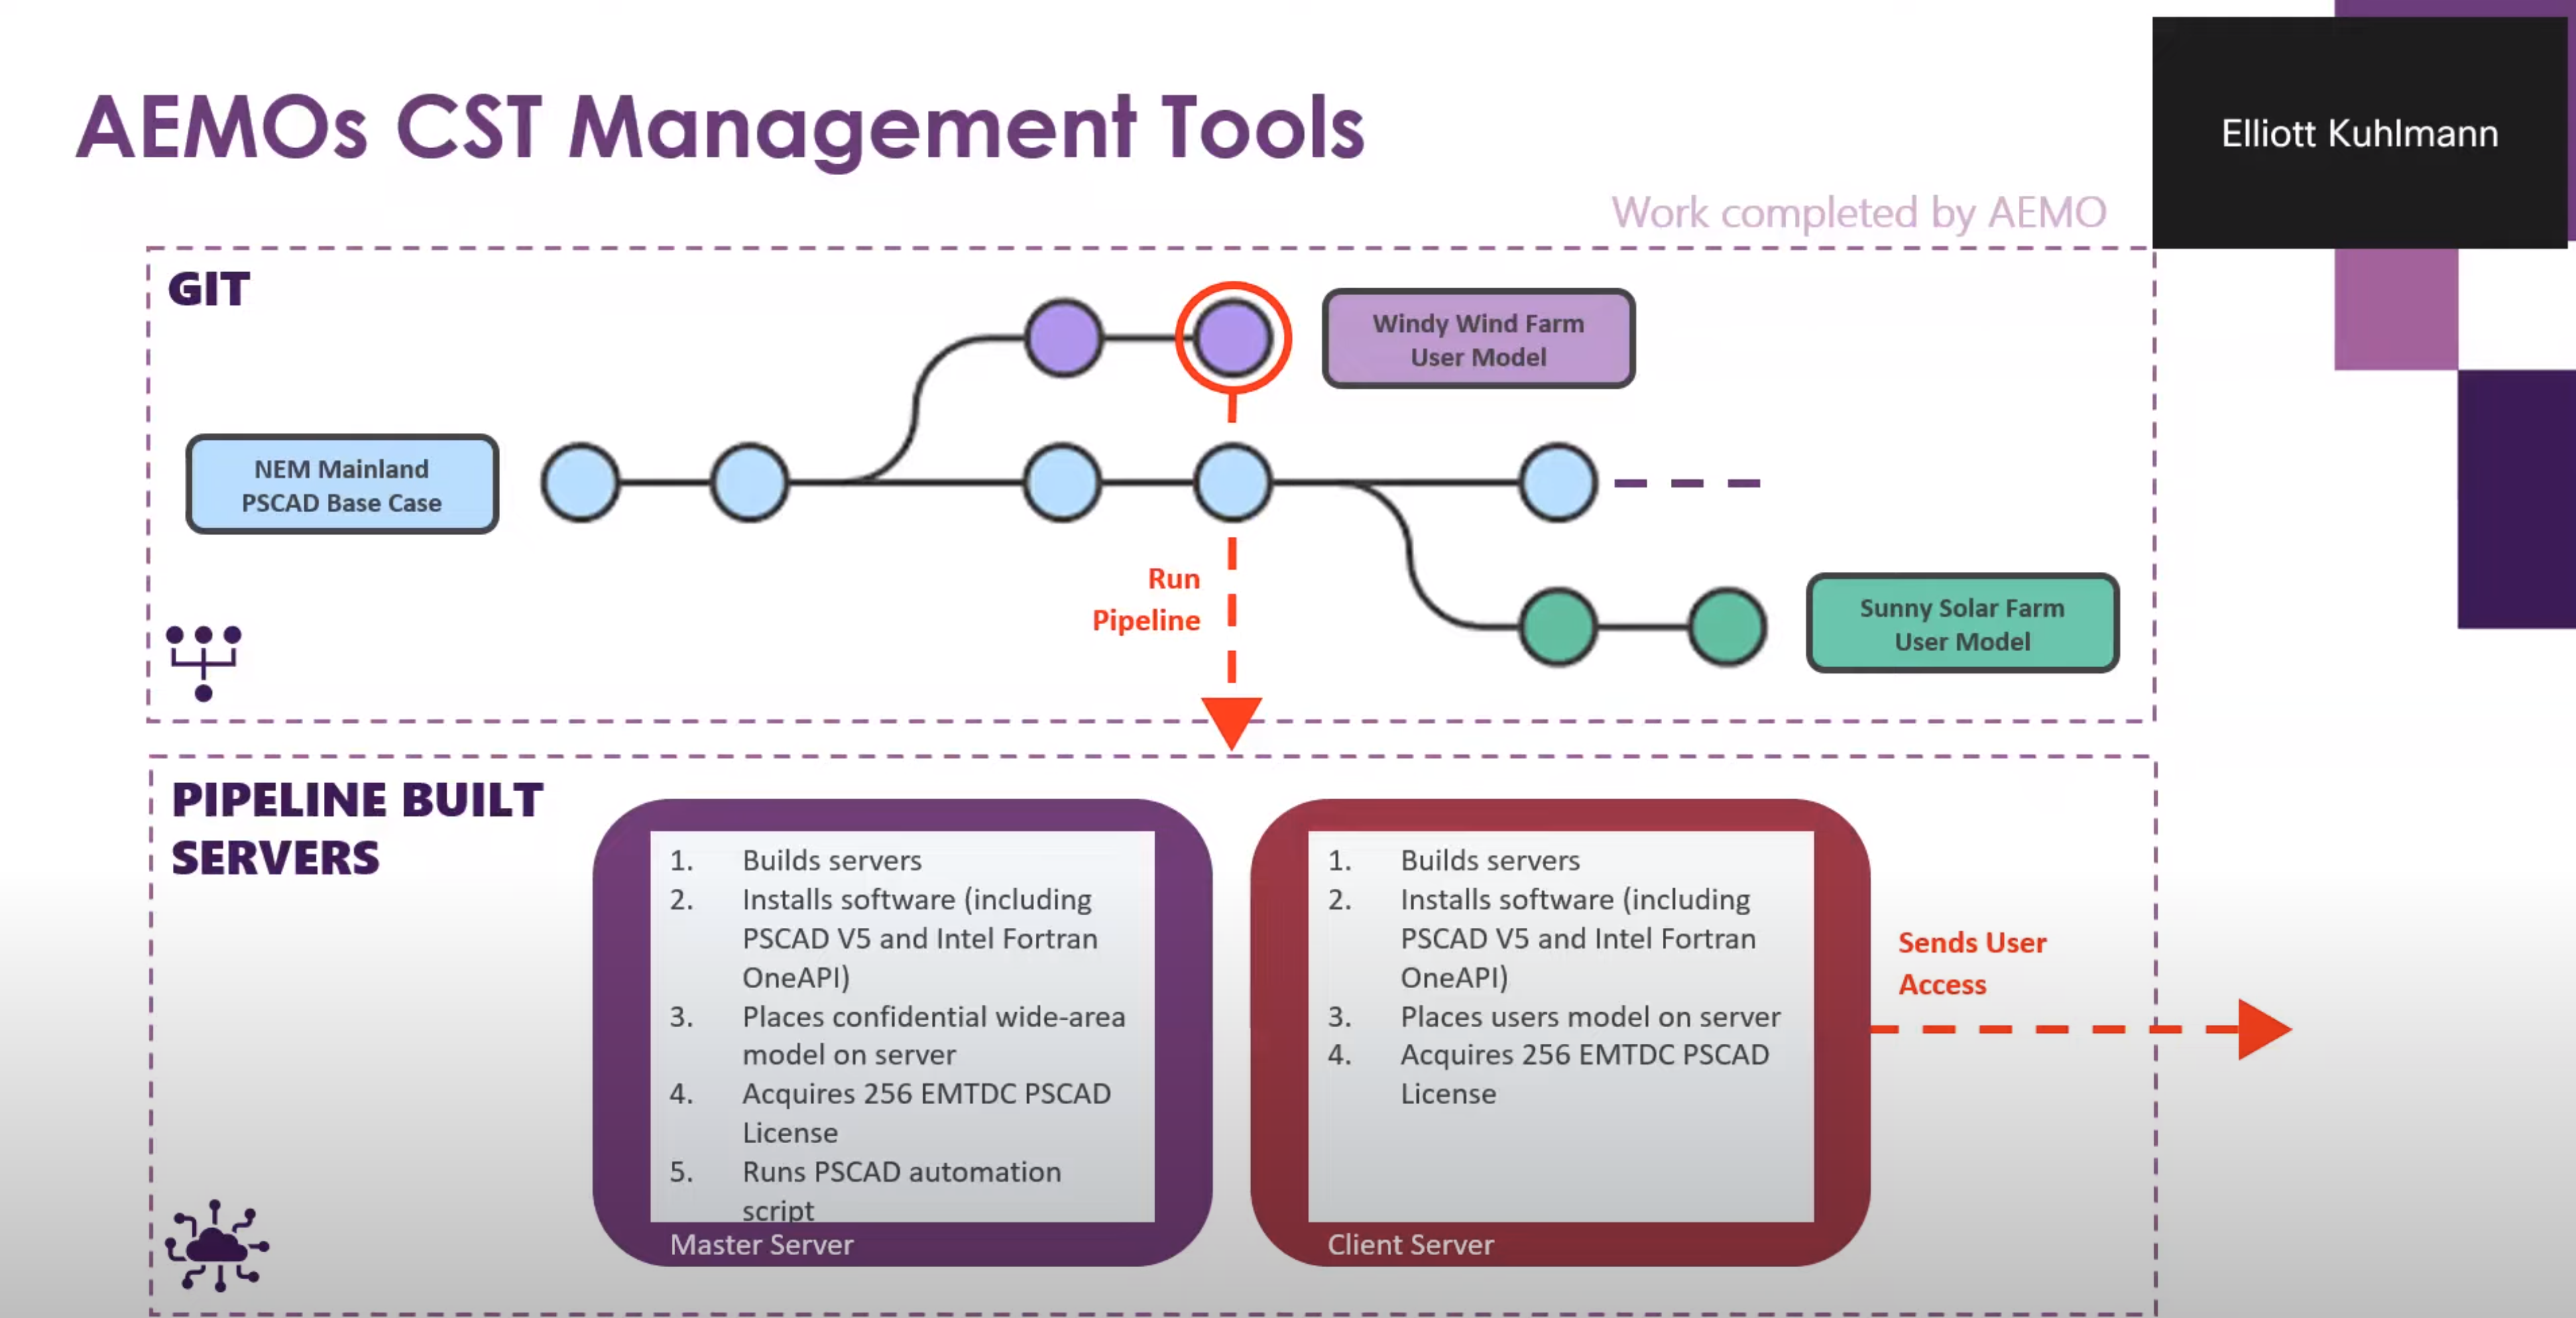 AEMOs CST Management Tools
Elliott Kuhlmann
Work completed by AEMO
GIT
Windy Wind Farm
User Model
NEM Mainland
PSCAD Base Case
Run
Pipeline
Sunny Solar Farm
User Model
PIPELINE BUILT
SERVERS
1. Builds servers
2. Installs software (including
PSCAD V5 and Intel Fortran
OneAPI)
3. Places confidential wide-area
model on server
4. Acquires 256 EMTDC PSCAD
License
5. Runs PSCAD automation
script
Master Server
1. Builds servers
2. Installs software (including
PSCAD V5 and Intel Fortran
OneAPI)
3. Places users model on server
4. Acquires 256 EMTDC PSCAD
License
Client Server
Sends User
Access